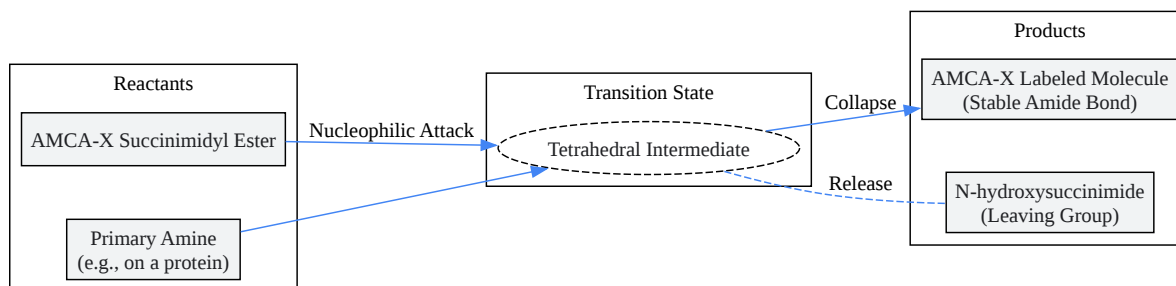 Reactants
AMCA-X Succinimidyl Ester
Primary Amine
(e.g., on a protein)
Nucleophilic Attack
Transition State
Tetrahedral Intermediate
Collapse
Release
Products
AMCA-X Labeled Molecule
(Stable Amide Bond)
N-hydroxysuccinimide
(Leaving Group)